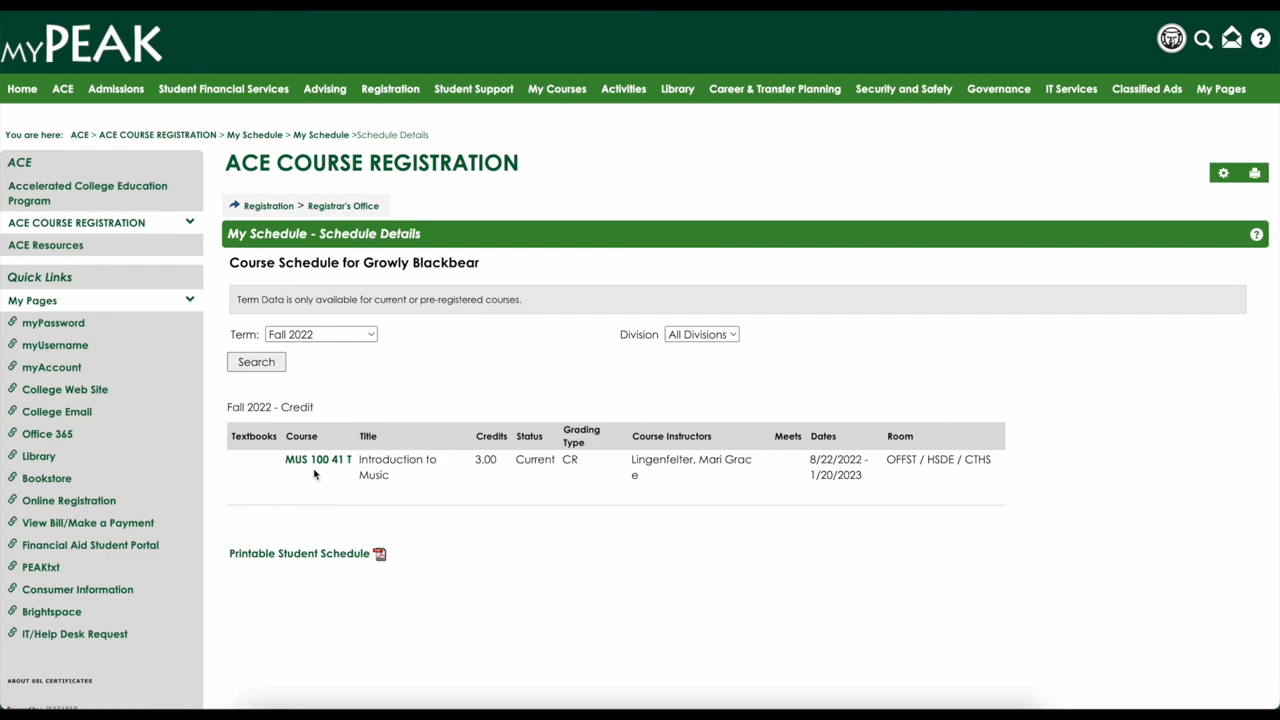 MYPEAK
Home ACE Admissions Student Financial Services Advising Registration Student Support My Courses Activities Library Career & Transfer Planning Security and Safety Governance IT Services Classified Ads My Pages
You are here: ACE > ACE COURSE REGISTRATION > My Schedule > My Schedule >Schedule Details
ACE
Accelerated College Education
Program
ACE COURSE REGISTRATION
ACE Resources
Quick Links
My Pages
myPassword
myUsername
myAccount
College Web Site
College Email
Office 365
Library
Bookstore
Online Registration
View Bill/Make a Payment
Financial Aid Student Portal
PEAKtxt
Consumer Information
Brightspace
IT/Help Desk Request
ABOUT SSL CERTIFICATES
ACE COURSE REGISTRATION
Registration > Registrar's Office
My Schedule - Schedule Details
Course Schedule for Growly Blackbear
Term Data is only available for current or pre-registered courses.
Term: Fall 2022 Division All Divisions
Search
Fall 2022 - Credit
Textbooks Course Title Credits Status Grading Type Course Instructors Meets Dates Room
MUS 100 41 T Introduction to 3.00 Current CR Lingenfelter, Mari Grac 8/22/2022 - OFFST / HSDE / CTHS
Music e 1/20/2023
Printable Student Schedule